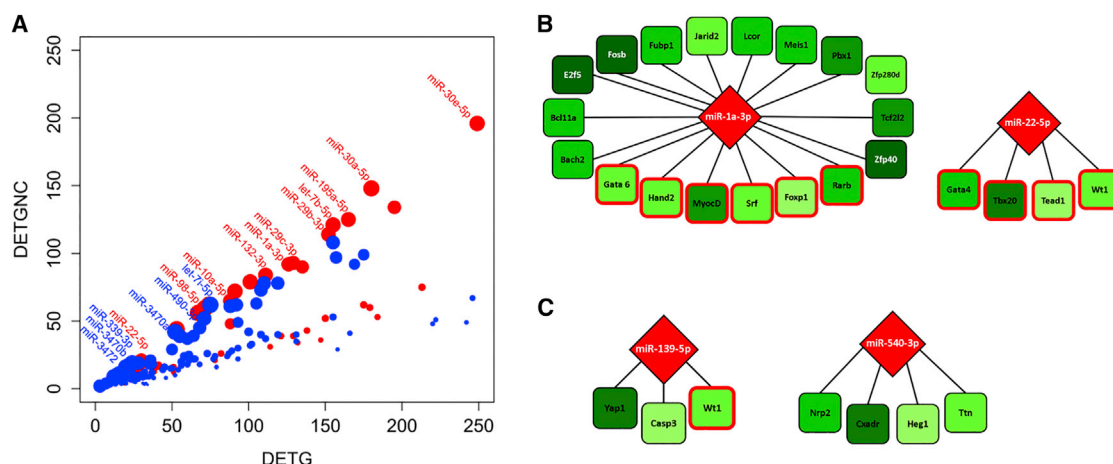 A
DETGNC
250
200
150
100
50
0
0
50
100
150
200
250
DETG
miR-30e-5p
miR-30a-5p
miR-195a-5p
let-7b-5p
miR-29b-3p
miR-29c-3p
miR-1a-3p
miR-132-3p
miR-10a-5p
let-7i-5p
miR-98-5p
miR-490-3p
miR-3470a
miR-22-5p
miR-339-3p
miR-3470b
miR-3472
B
Jarid2
Fubp1
Lcor
Fosb
Meis1
E2f5
Pbx1
Zfp280d
Bcl11a
miR-1a-3p
Tcf2l2
Bach2
Zfp40
Gata 6
Hand2
MyocD
Srf
Foxp1
Rarb
miR-22-5p
Gata4
Tbx20
Tead1
Wt1
C
miR-139-5p
Yap1
Casp3
Wt1
miR-540-3p
Nrp2
Cxadr
Heg1
Ttn